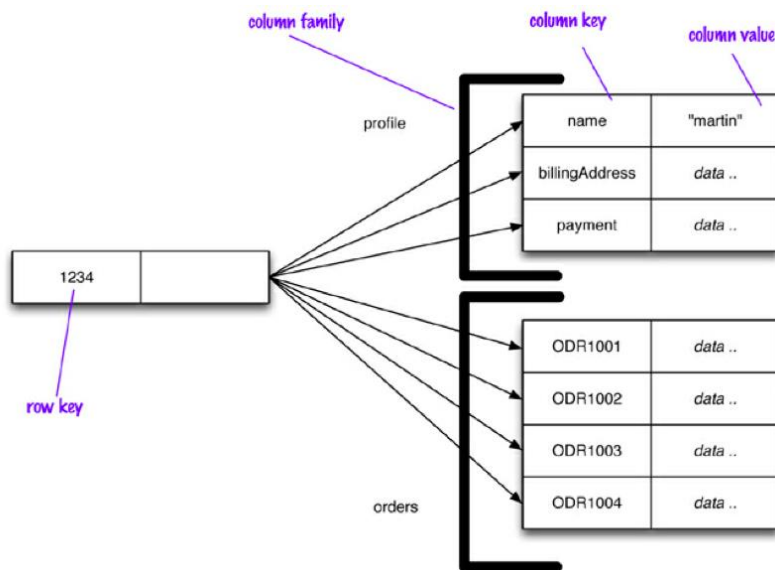 column family
column key
column value
profile
name
"martin"
billingAddress
data ..
payment
data ..
1234
row key
ODR1001
data ..
ODR1002
data ..
ODR1003
data ..
ODR1004
data ..
orders